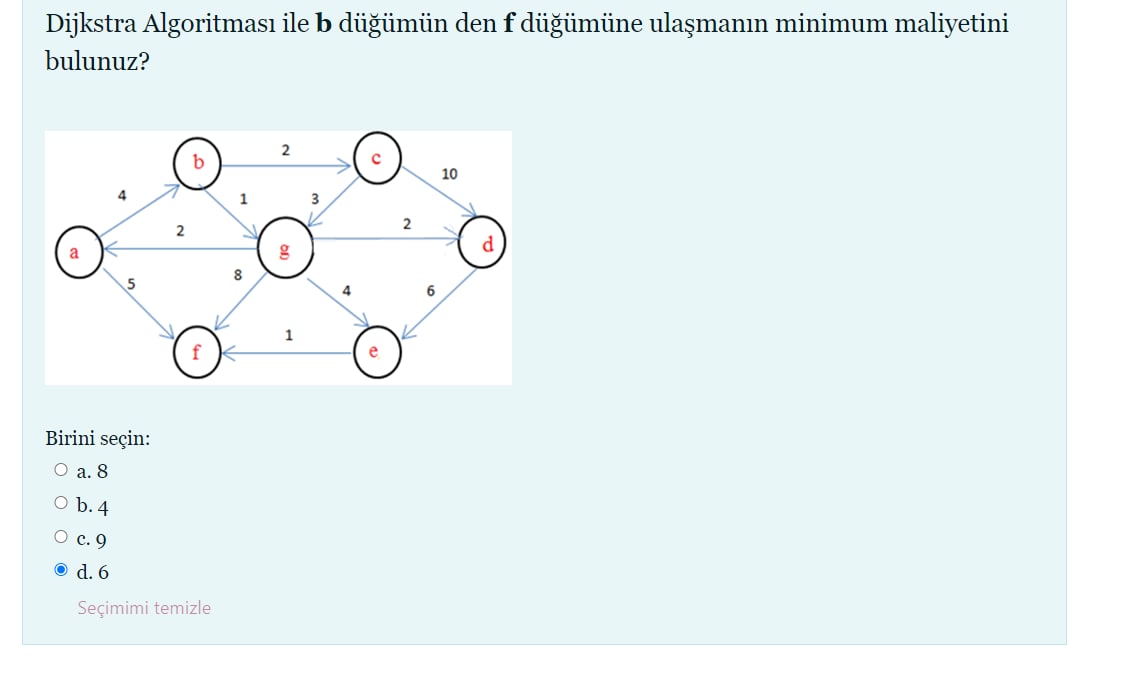 Dijkstra Algoritması ile b düğümün den f düğümüne ulaşmanın minimum maliyetini
bulunuz?
b
2
c
10
4
1
3
2
2
a
g
d
5
8
4
6
1
f
e
Birini seçin:
a. 8
b. 4
c. 9
d. 6
Seçimimi temizle